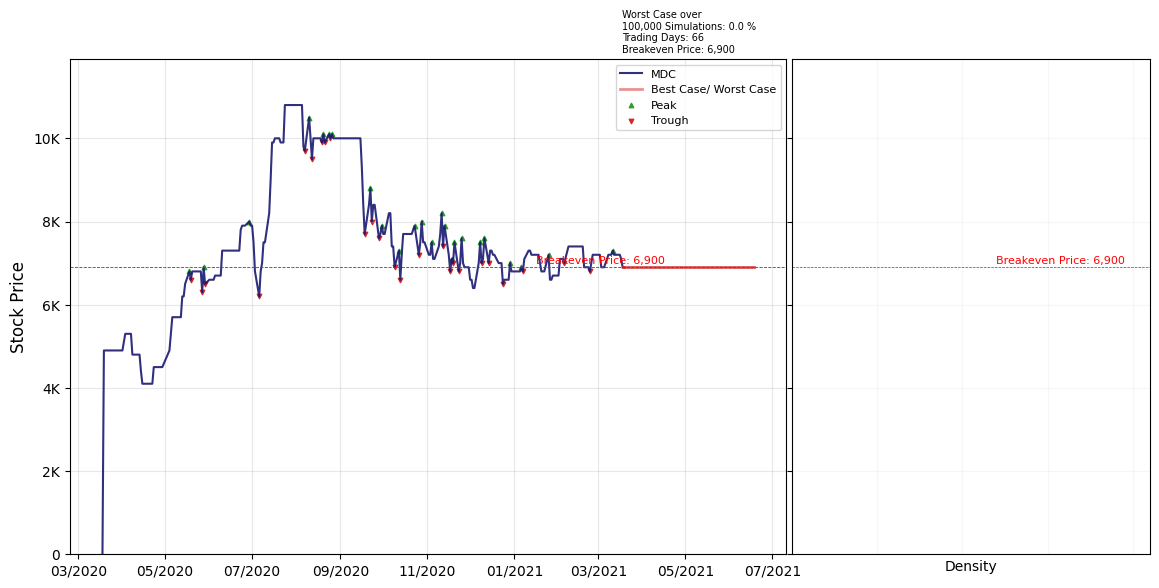 Worst Case over
100,000 Simulations: 0.0 %
Trading Days: 66
Breakeven Price: 6,900
MDC
Best Case/ Worst Case
Peak
Trough
Stock Price
10K
8K
6K
4K
2K
0
Breakeven Price: 6,900
Breakeven Price: 6,900
03/2020 05/2020 07/2020 09/2020 11/2020 01/2021 03/2021 05/2021 07/2021
Density